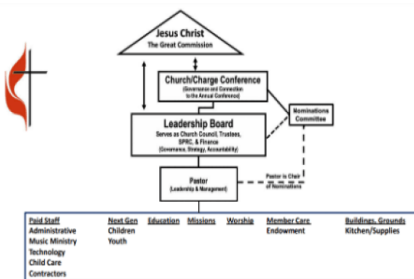 Jesus Christ
The Great Commission
Church/Charge Conference
(Governance and Connection
to the Annual Conference)
Nominations
Committee
Leadership Board
Serves as Church Council, Trustees,
SPRC, & Finance
(Governance, Strategy, Accountability)
Pastor
(Leadership & Management)
Pastor is Chair
of Nominations
Paid Staff Next Gen Education Missions Worship Member Care Buildings, Grounds
Administrative Children Endowment Kitchen/Supplies
Music Ministry Youth
Technology
Child Care
Contractors